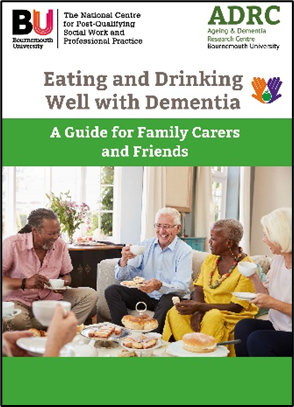 BU
Bournemouth
University
The National Centre
for Post-Qualifying
Social Work and
Professional Practice
ADRC
Ageing & Dementia
Research Centre
Bournemouth University
Eating and Drinking
Well with Dementia
A Guide for Family Carers
and Friends